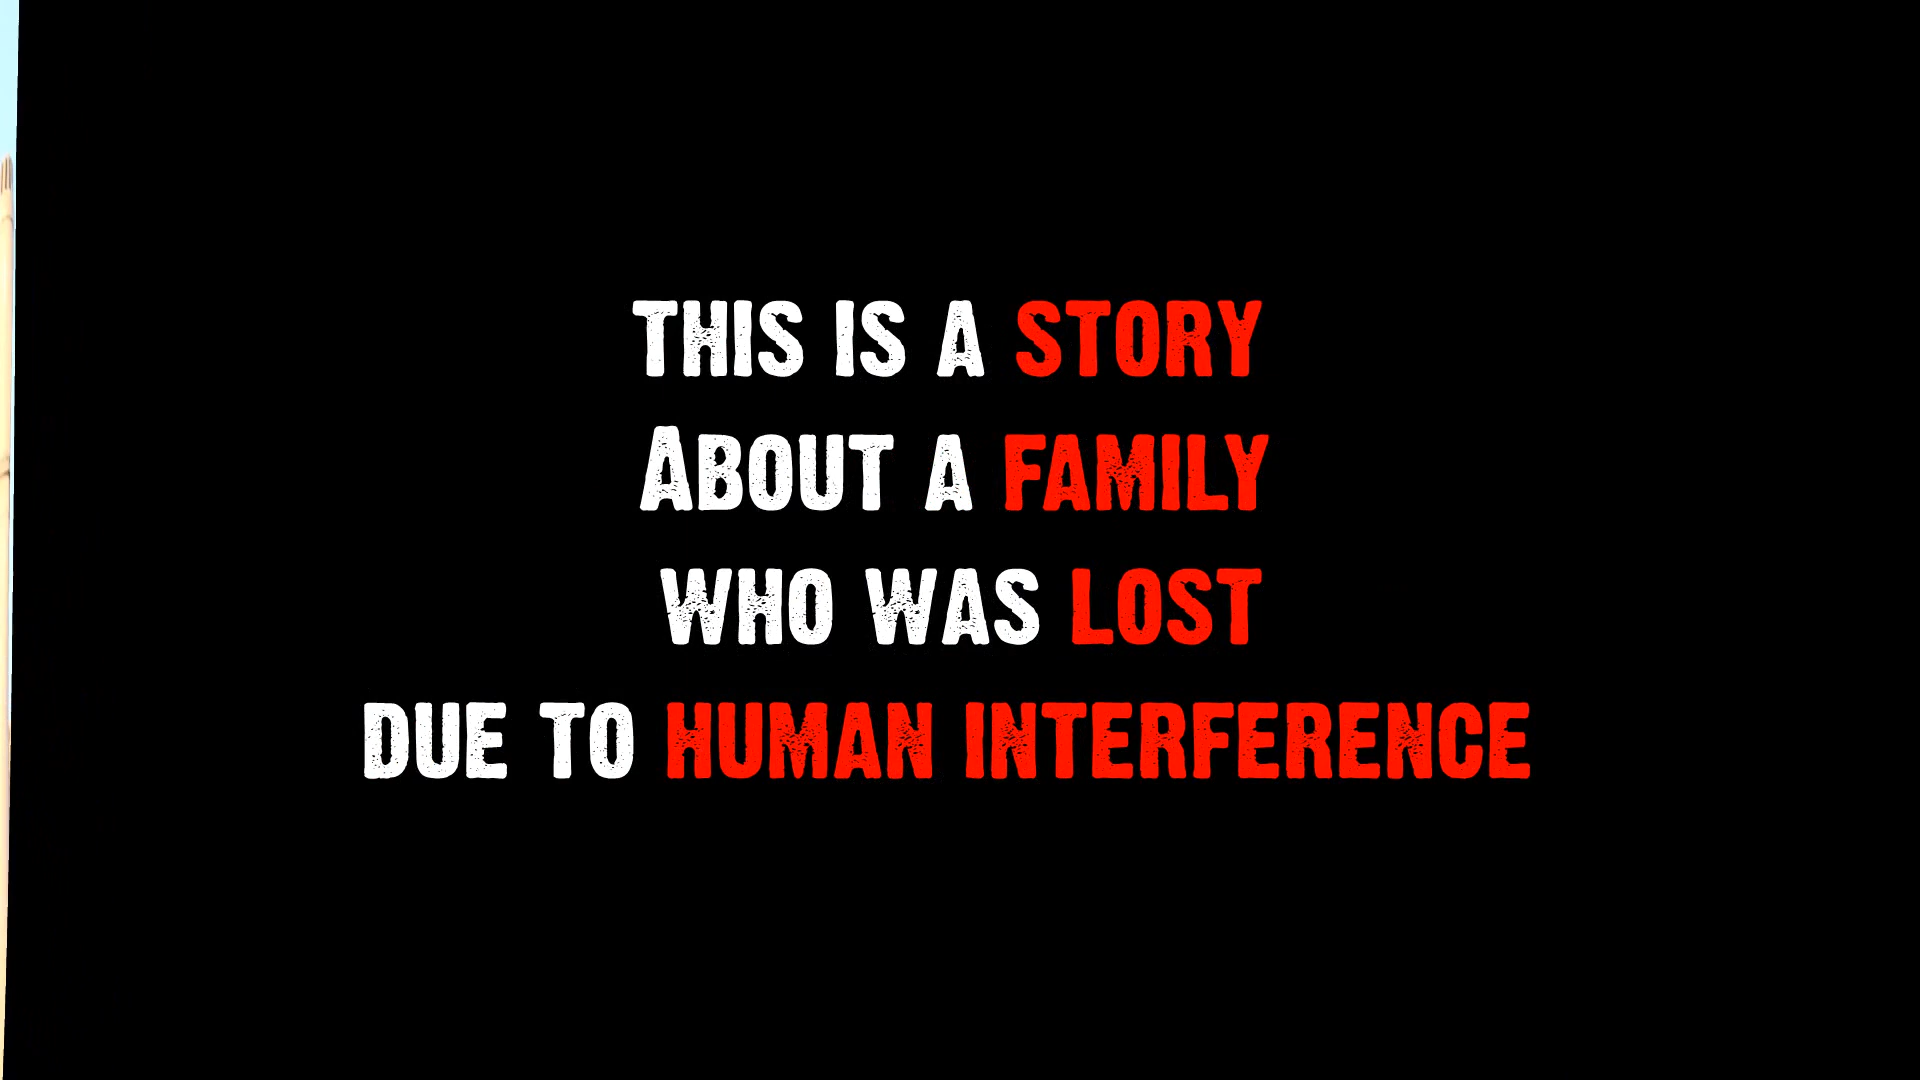 THIS IS A STORY
ABOUT A FAMILY
WHO WAS LOST
DUE TO HUMAN INTERFERENCE